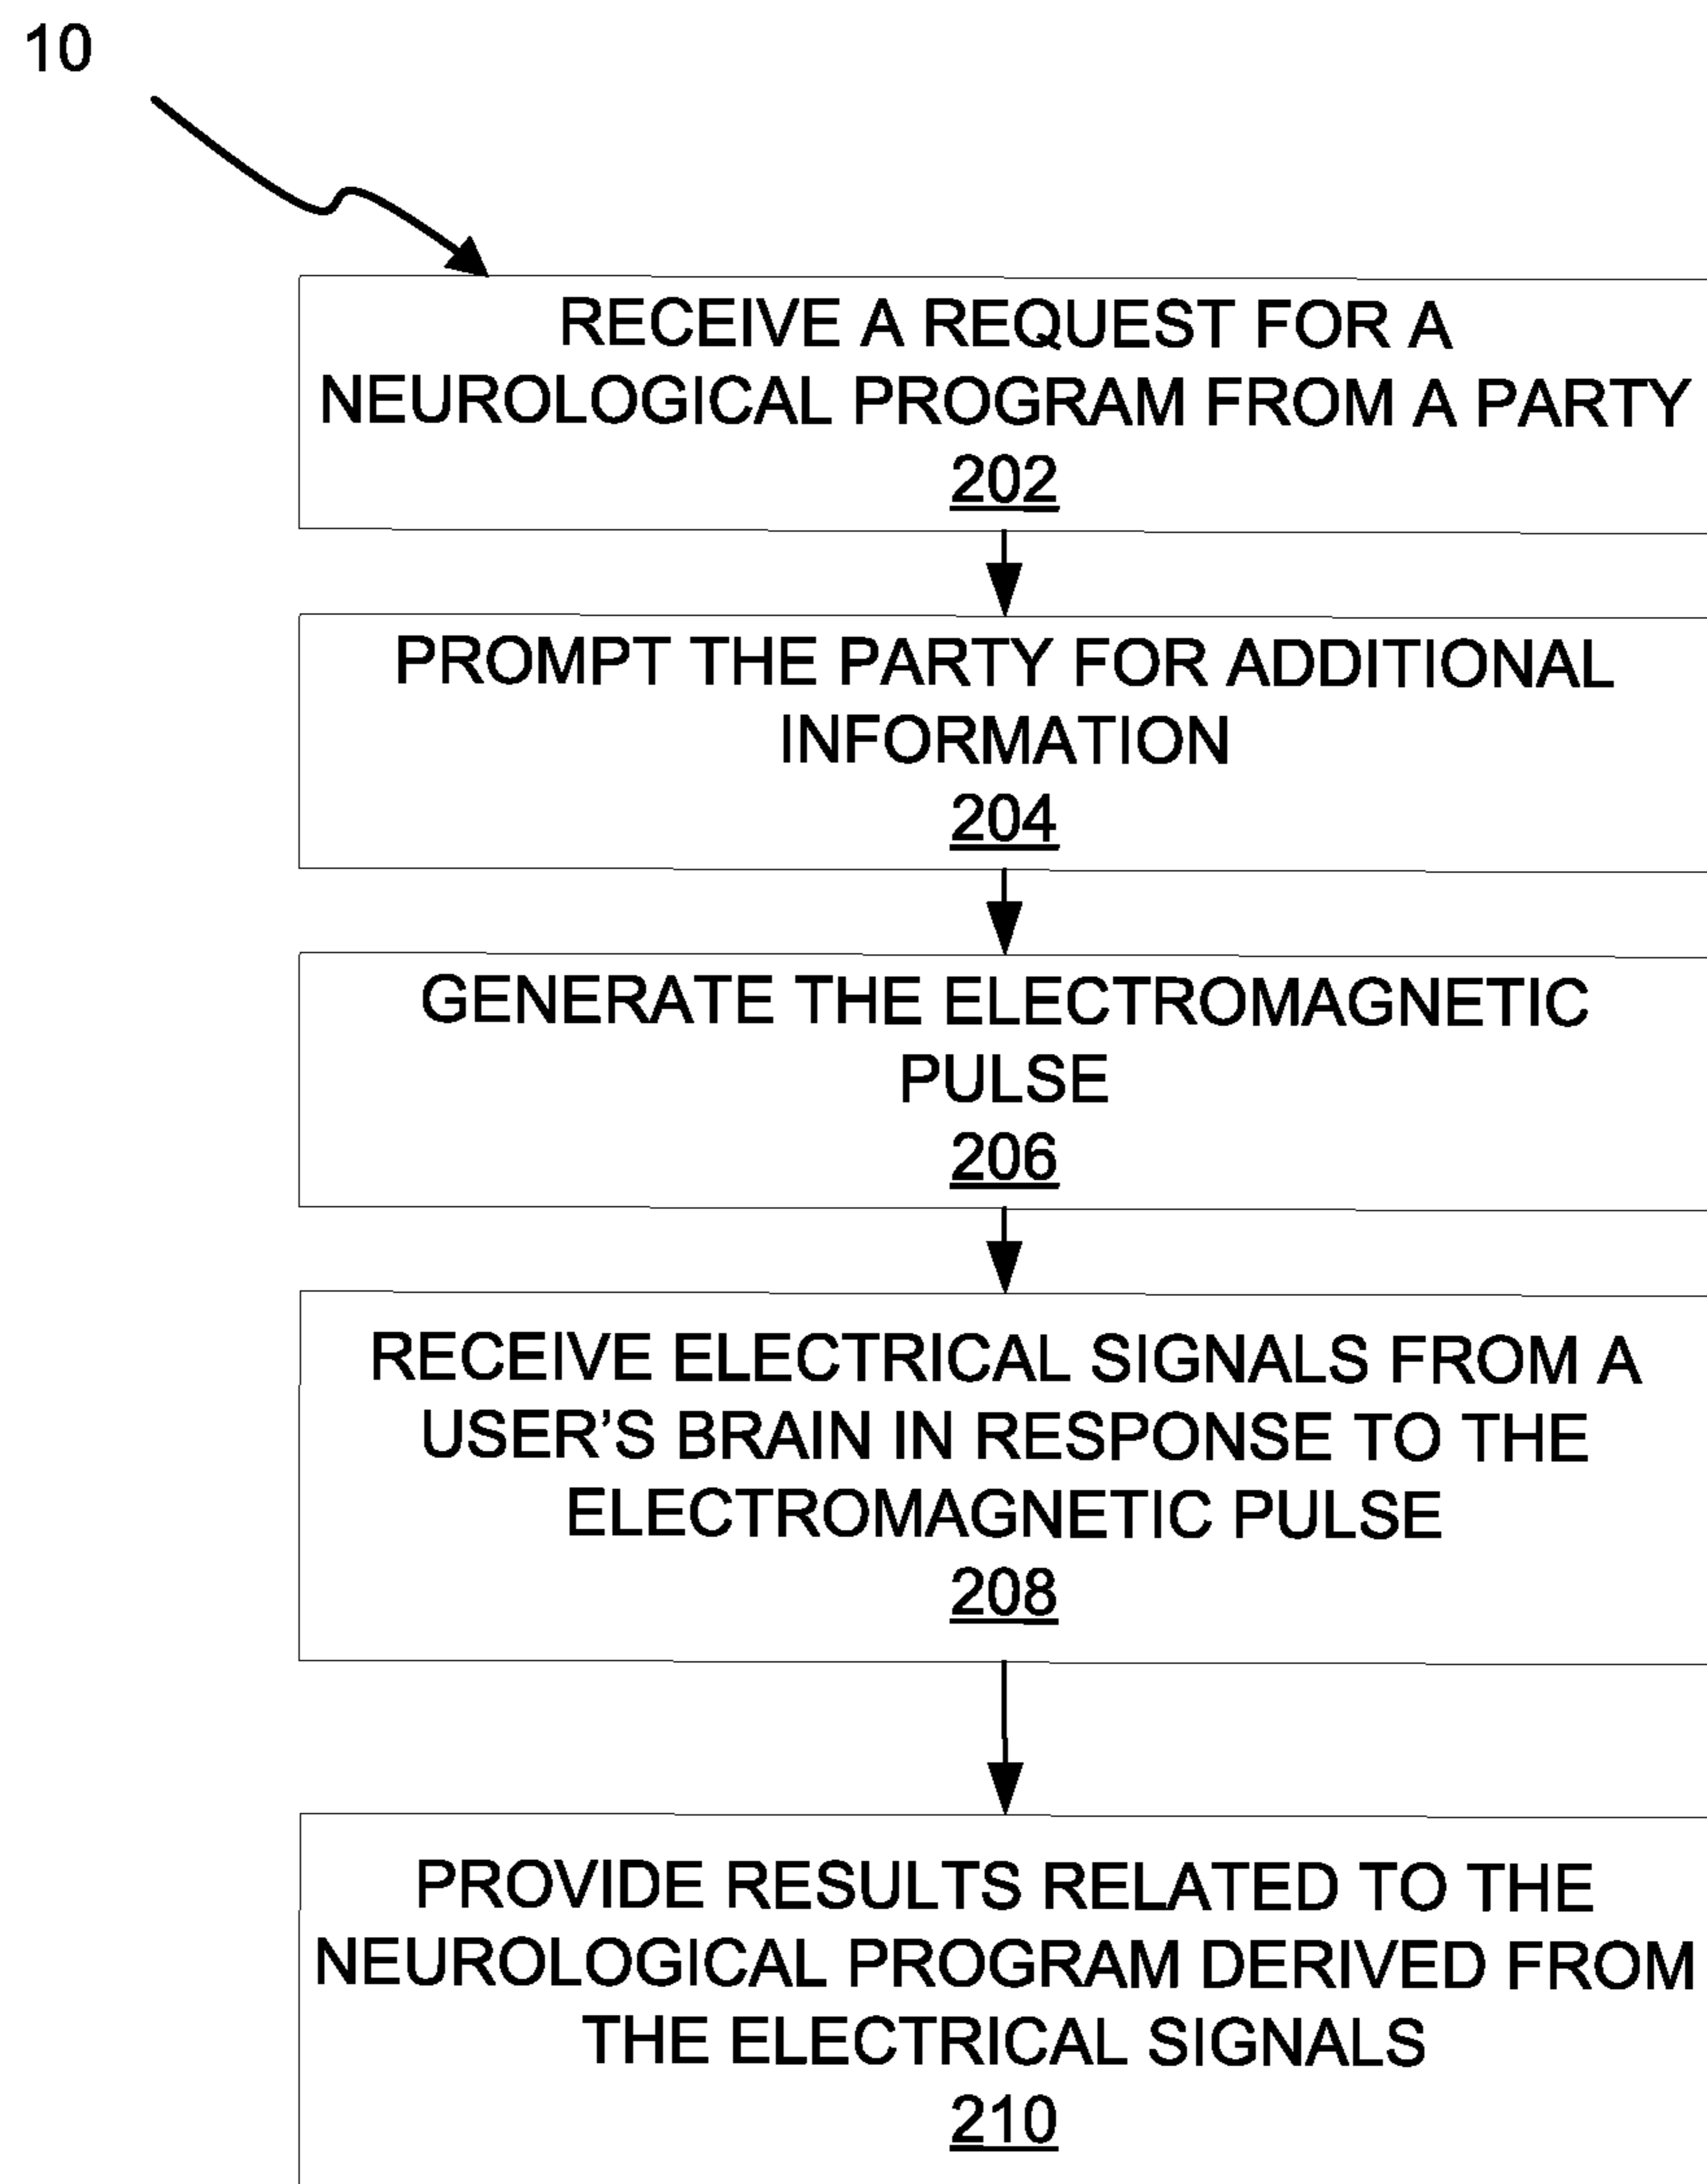 10
RECEIVE A REQUEST FOR A
NEUROLOGICAL PROGRAM FROM A PARTY
202
PROMPT THE PARTY FOR ADDITIONAL
INFORMATION
204
GENERATE THE ELECTROMAGNETIC
PULSE
206
RECEIVE ELECTRICAL SIGNALS FROM A
USER'S BRAIN IN RESPONSE TO THE
ELECTROMAGNETIC PULSE
208
PROVIDE RESULTS RELATED TO THE
NEUROLOGICAL PROGRAM DERIVED FROM
THE ELECTRICAL SIGNALS
210